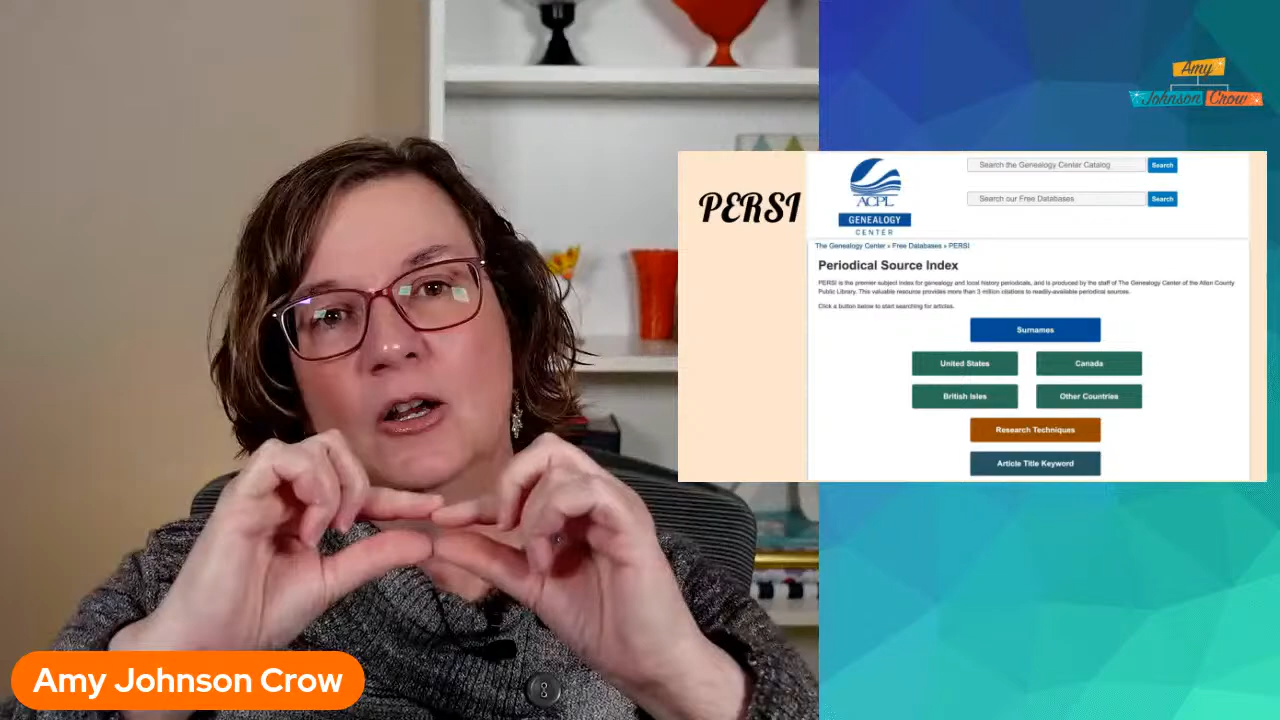 Amy
Johnson Crow
PERSI
ACPL
GENEALOGY
CENTER
Search the Genealogy Center Catalog
Search
Search our Free Databases
Search
The Genealogy Center » Free Databases » PERSI
Periodical Source Index
PERSI is the premier subject index for genealogy and local history periodicals, and is produced by the staff of The Genealogy Center of the Allen County
Public Library. This valuable resource provides more than 3 million citations to readily-available periodical sources.
Click a button below to start searching for articles.
Surnames
United States
Canada
British Isles
Other Countries
Research Techniques
Article Title Keyword
Amy Johnson Crow